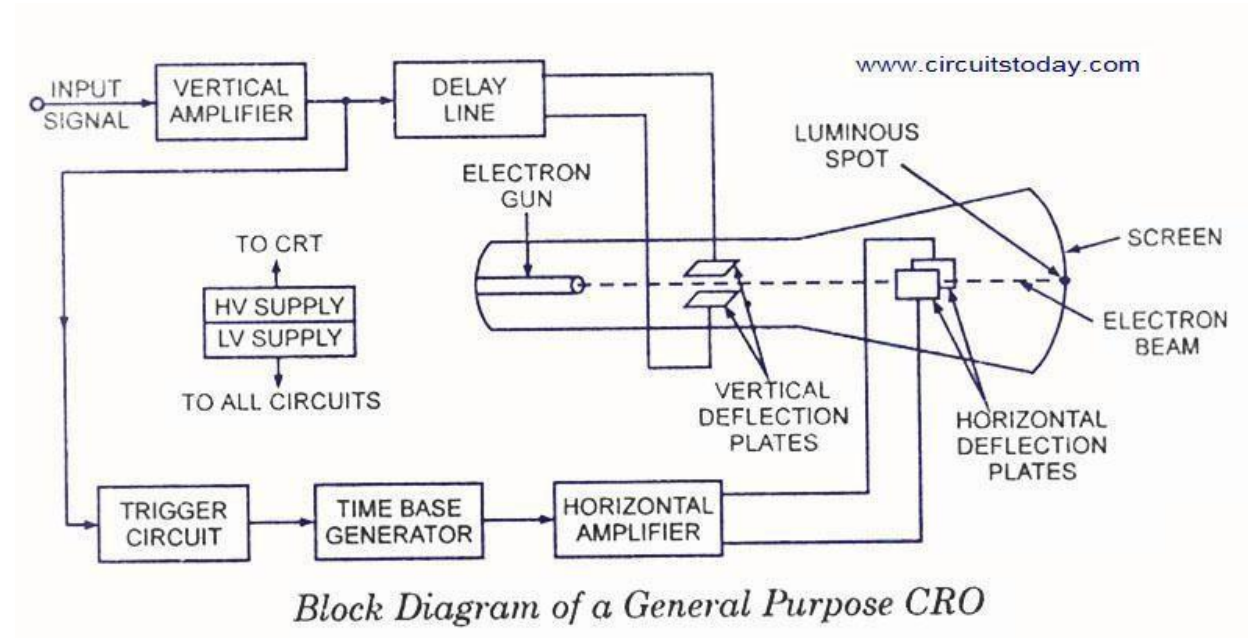 www.circuitstoday.com
INPUT
SIGNAL
VERTICAL
AMPLIFIER
DELAY
LINE
LUMINOUS
SPOT
ELECTRON
GUN
SCREEN
TO CRT
HV SUPPLY
LV SUPPLY
TO ALL CIRCUITS
ELECTRON
BEAM
VERTICAL
DEFLECTION
PLATES
HORIZONTAL
DEFLECTION
PLATES
TRIGGER
CIRCUIT
TIME BASE
GENERATOR
HORIZONTAL
AMPLIFIER
Block Diagram of a General Purpose CRO